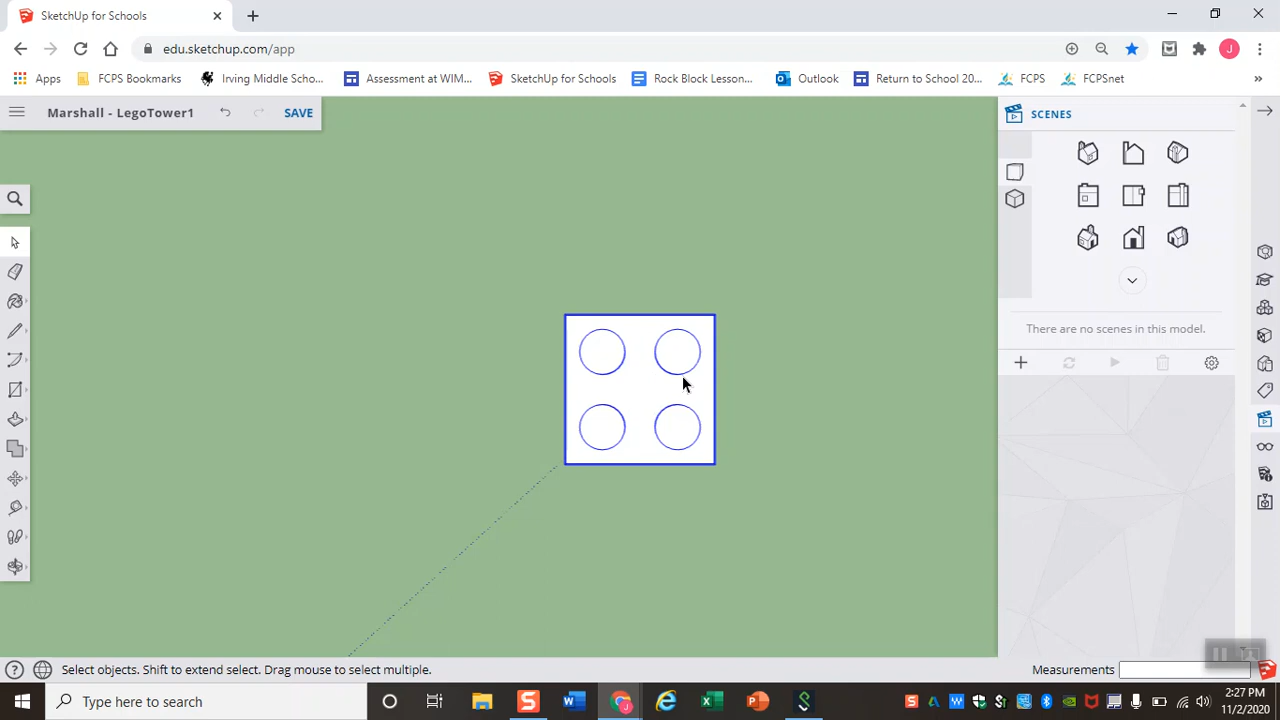 SketchUp for Schools
edu.sketchup.com/app
Apps
FCPS Bookmarks
Irving Middle Scho...
Assessment at WIM...
SketchUp for Schools
Rock Block Lesson...
Outlook
Return to School 20...
FCPS
FCPSnet
»
J
Marshall - LegoTower1
SAVE
SCENES
There are no scenes in this model.
Select objects. Shift to extend select. Drag mouse to select multiple.
Measurements
Type here to search
2:27 PM
11/2/2020